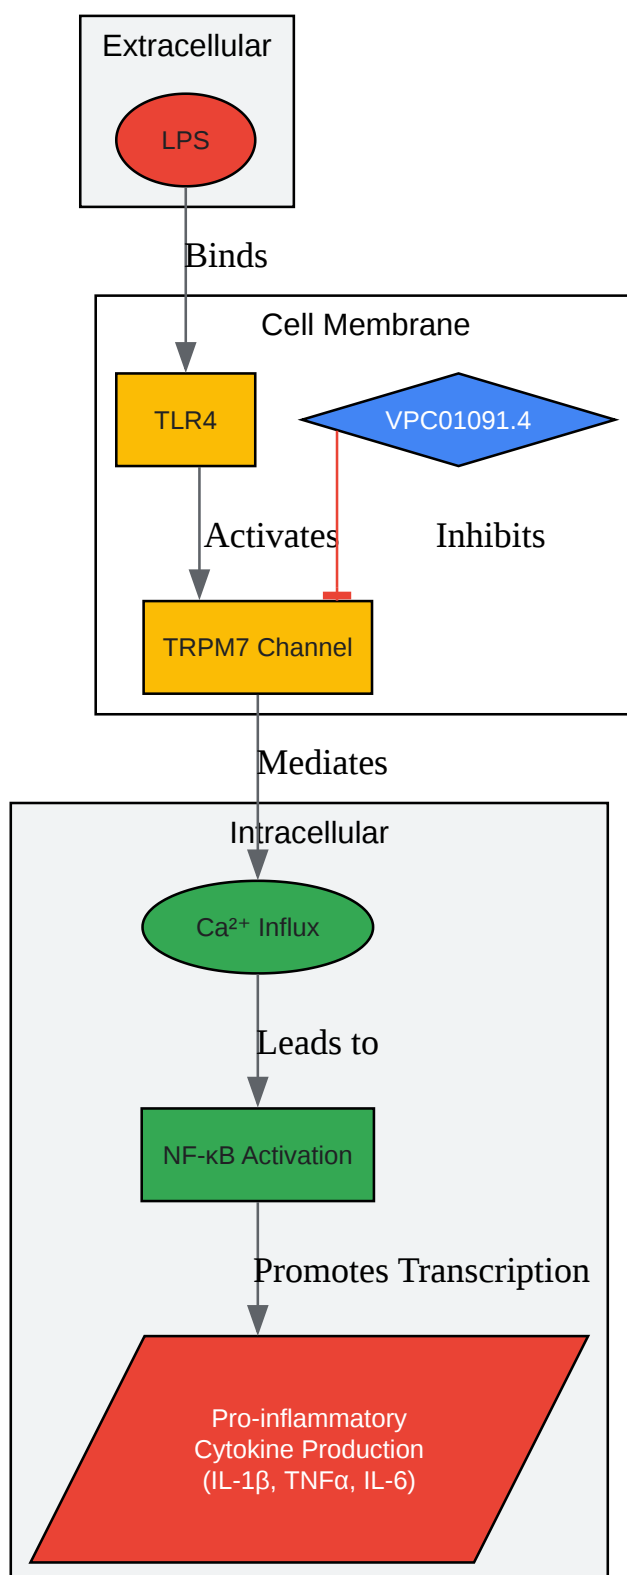 Extracellular
LPS
Binds
Cell Membrane
TLR4
VPC01091.4
Activates
Inhibits
TRPM7 Channel
Mediates
Intracellular
Ca²⁺ Influx
Leads to
NF-κB Activation
Promotes Transcription
Pro-inflammatory
Cytokine Production
(IL-1β, TNFα, IL-6)